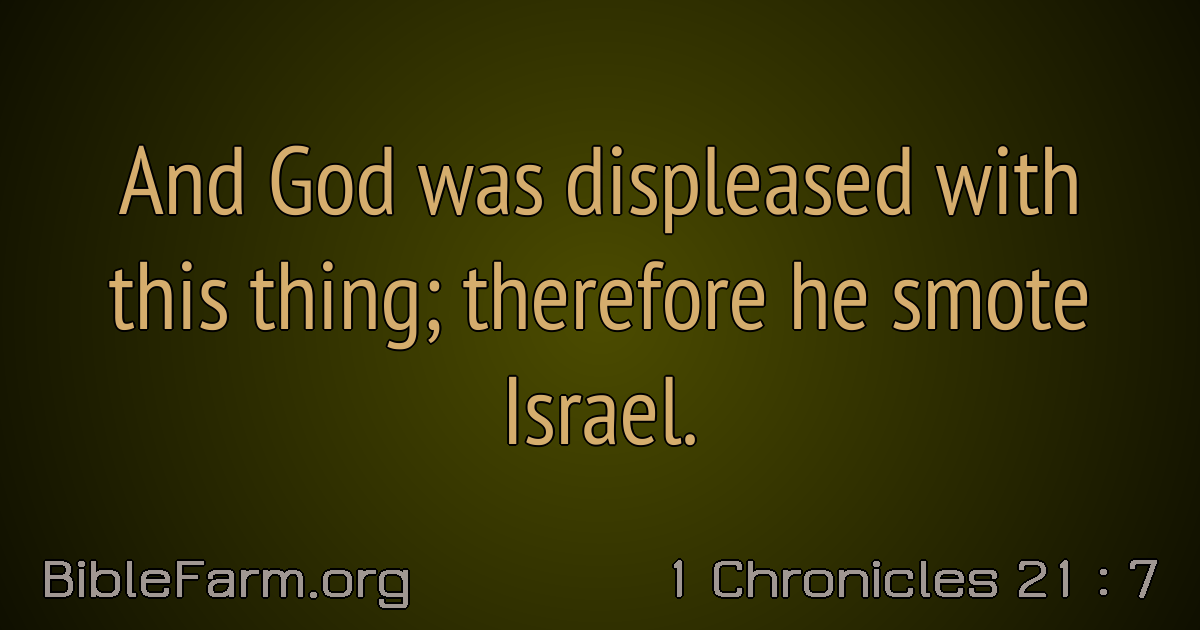 And God was displeased with
this thing; therefore he smote
Israel.
BibleFarm.org
1 Chronicles 21 : 7